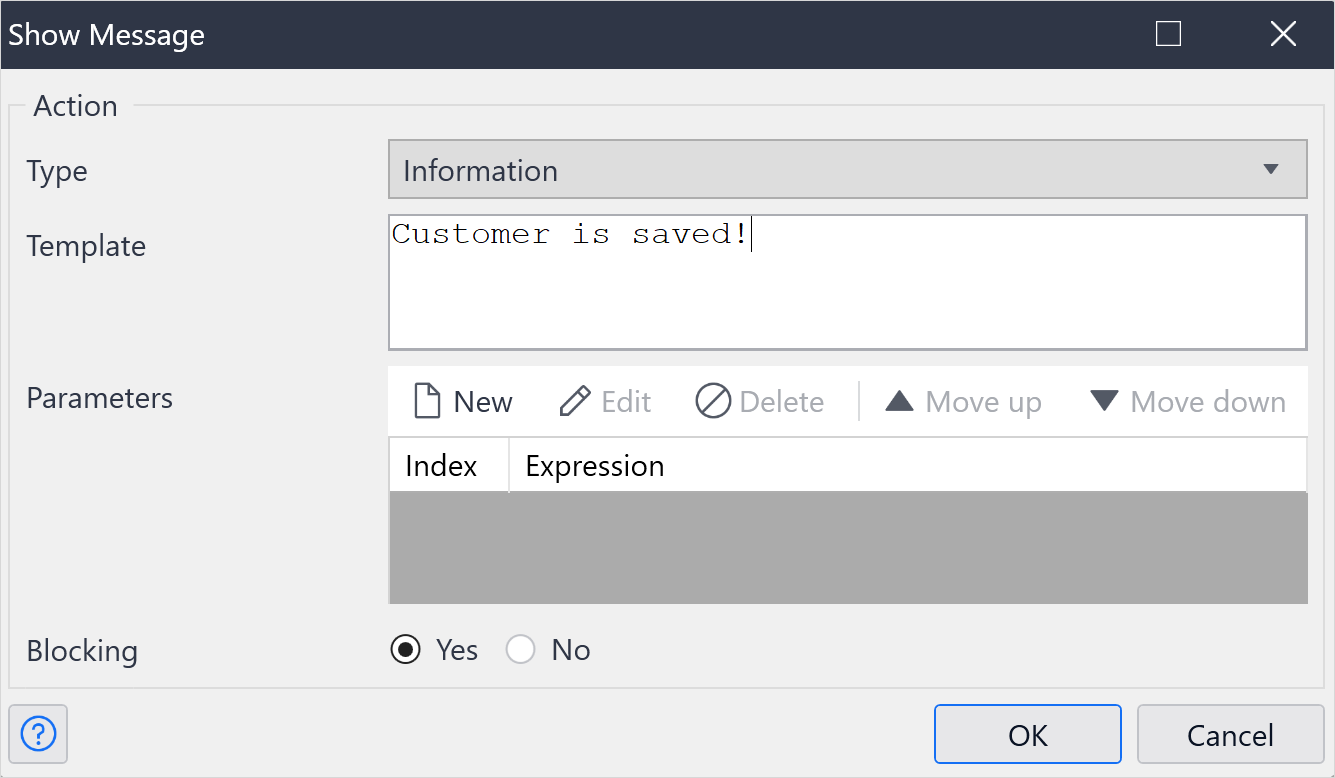 Show Message
Action
Type Information
Template Customer is saved!
Parameters New Edit Delete Move up Move down
Index Expression
Blocking Yes No
? OK Cancel